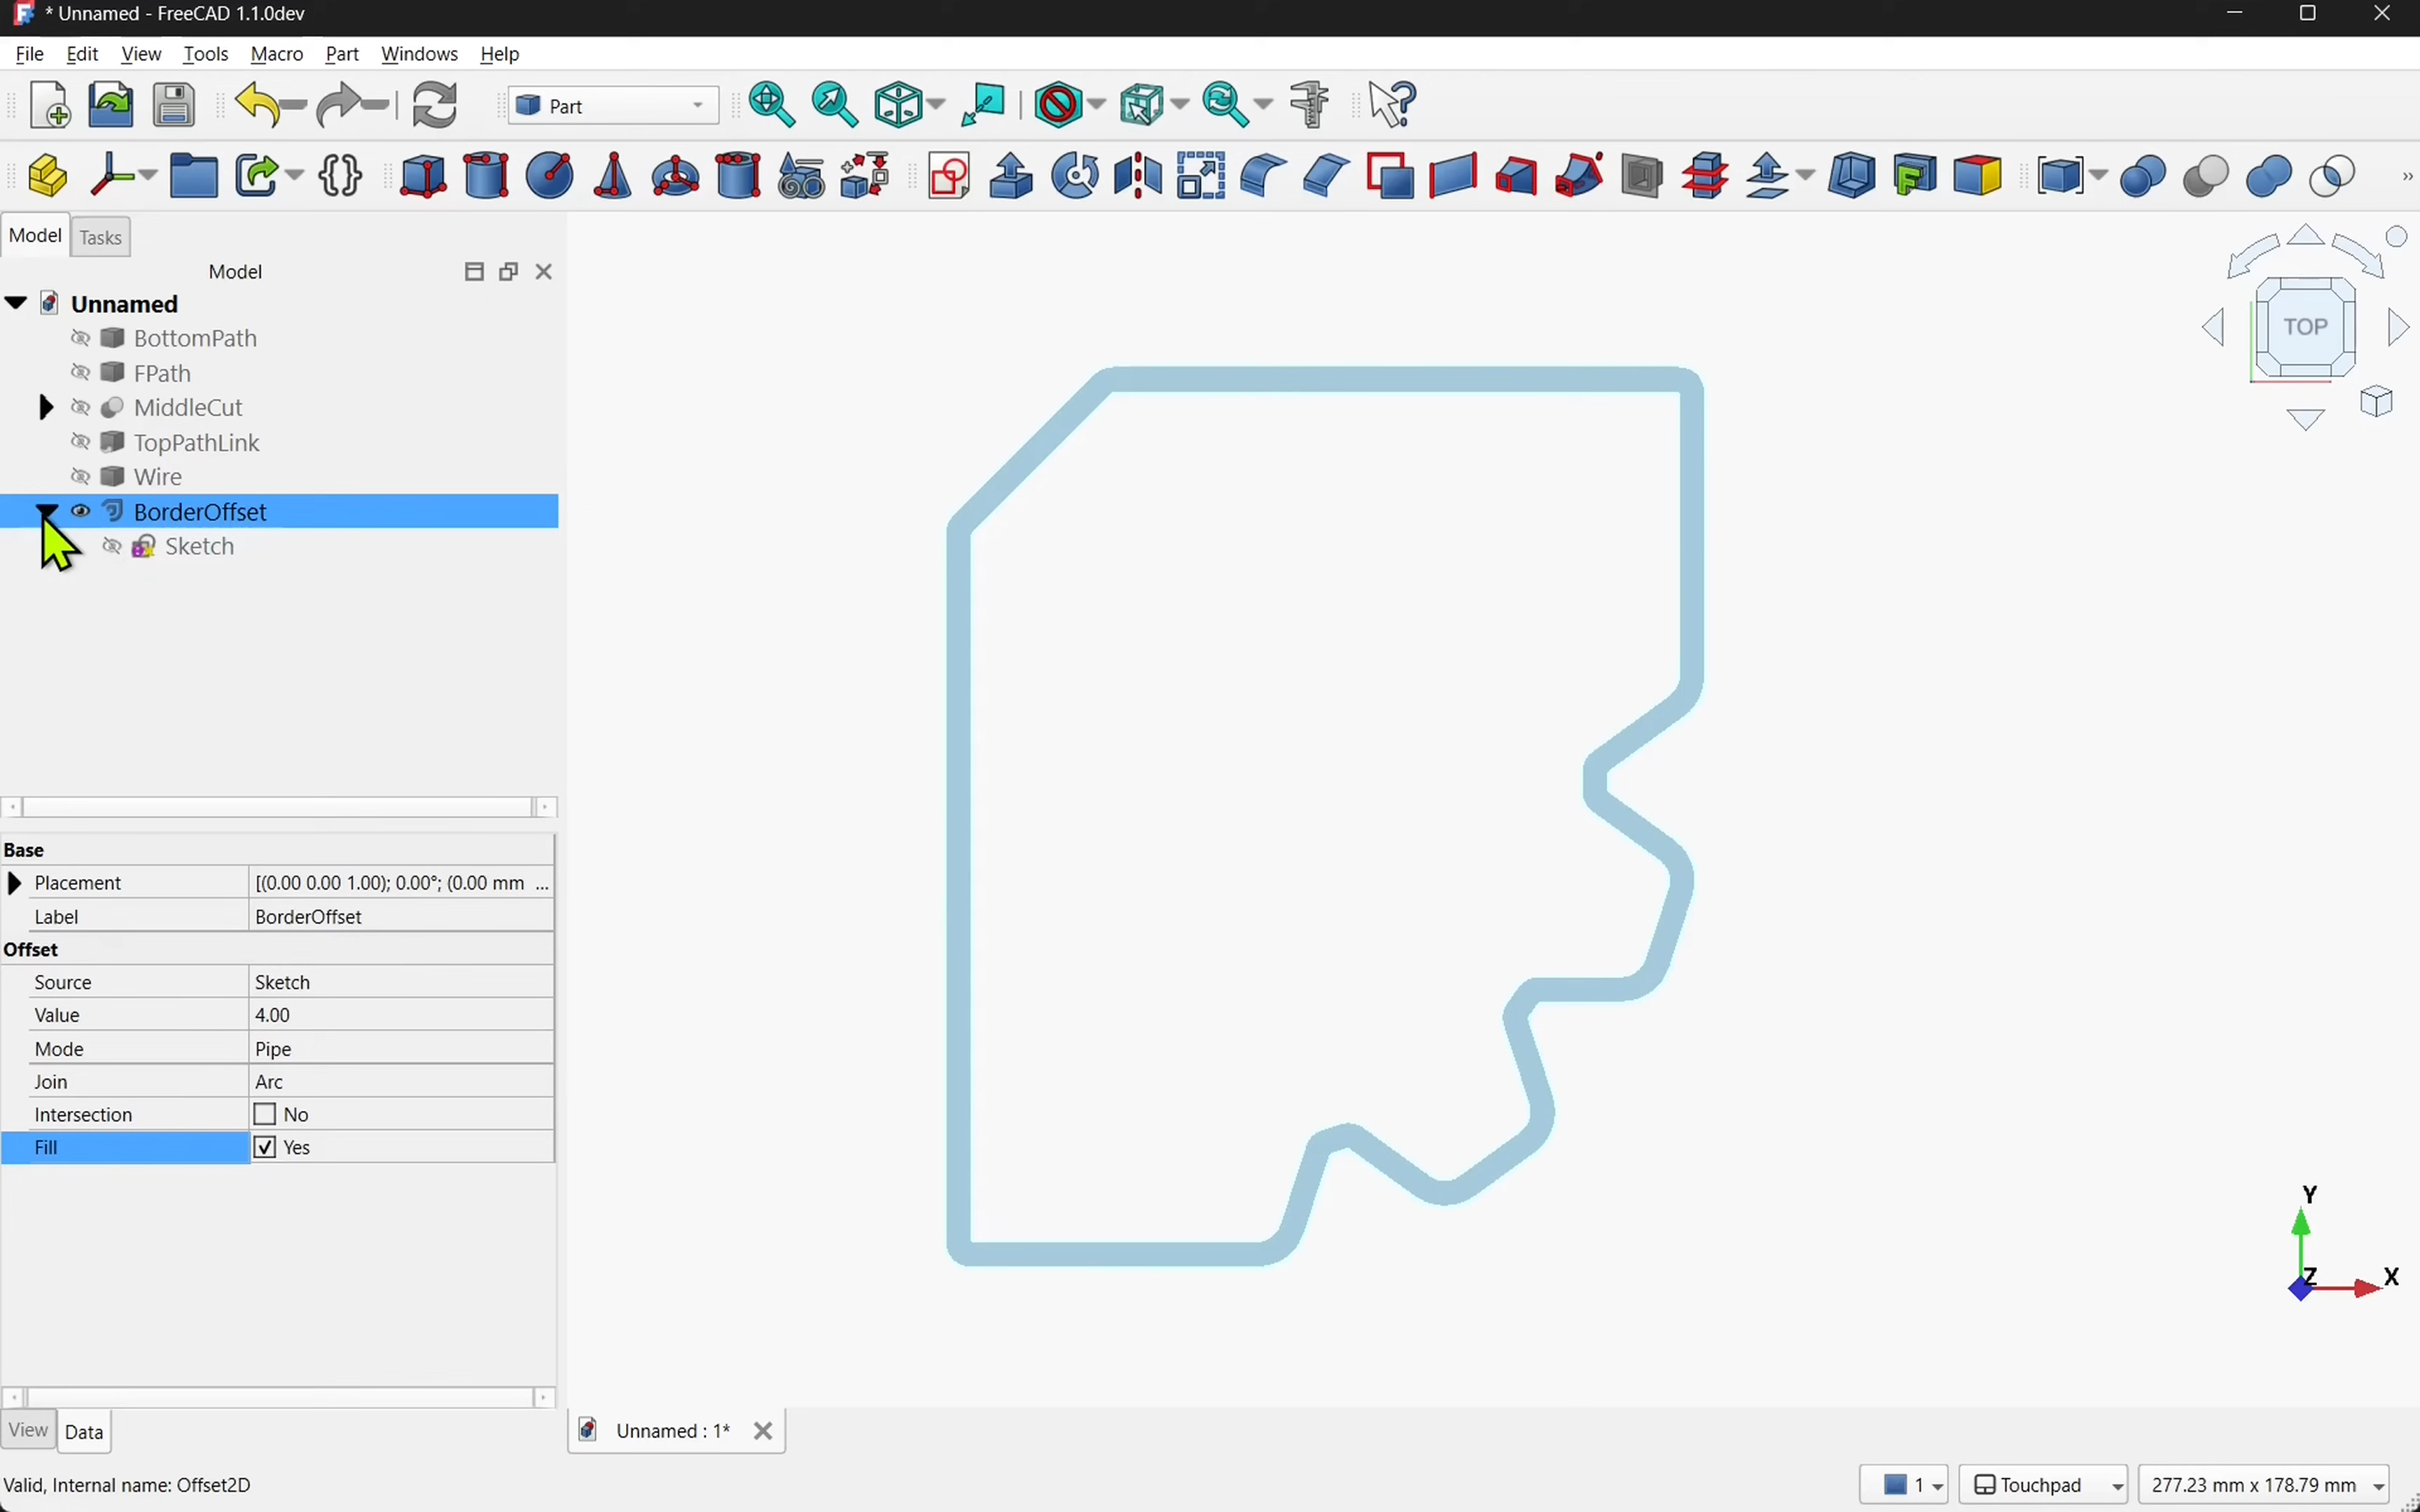 * Unnamed - FreeCAD 1.1.0dev
File Edit View Tools Macro Part Windows Help
Part
Model Tasks
Model
Unnamed
BottomPath
FPath
MiddleCut
TopPathLink
Wire
BorderOffset
Sketch
TOP
Base
Placement [(0.00 0.00 1.00); 0.00°; (0.00 mm ...
Label BorderOffset
Offset
Source Sketch
Value 4.00
Mode Pipe
Join Arc
Intersection No
Fill Yes
Y
Z X
View Data
Unnamed : 1*
Valid, Internal name: Offset2D
1 Touchpad 277.23 mm x 178.79 mm